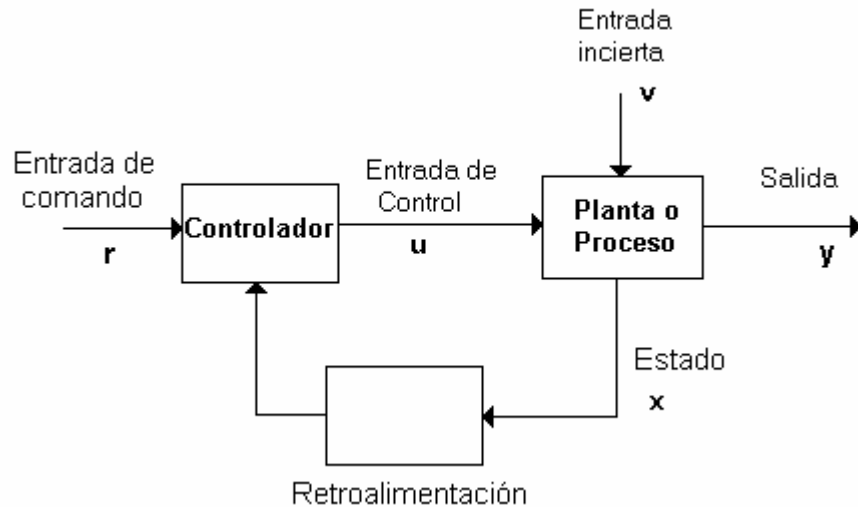 Entrada
incierta
v
Entrada de
comando
r
Controlador
Entrada de
Control
u
Planta o
Proceso
Salida
y
Estado
x
Retroalimentación